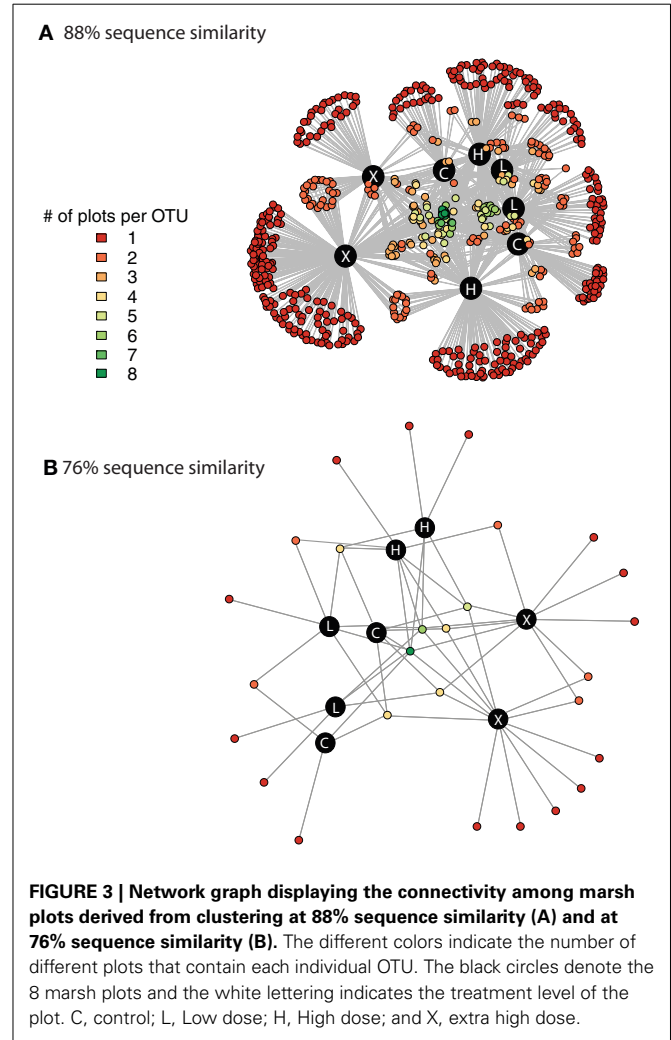 A 88% sequence similarity
# of plots per OTU
1
2
3
4
5
6
7
8
X
C
H
L
L
C
X
H
B 76% sequence similarity
H
H
L
C
X
L
C
X
FIGURE 3 | Network graph displaying the connectivity among marsh
plots derived from clustering at 88% sequence similarity (A) and at
76% sequence similarity (B). The different colors indicate the number of
different plots that contain each individual OTU. The black circles denote the
8 marsh plots and the white lettering indicates the treatment level of the
plot. C, control; L, Low dose; H, High dose; and X, extra high dose.